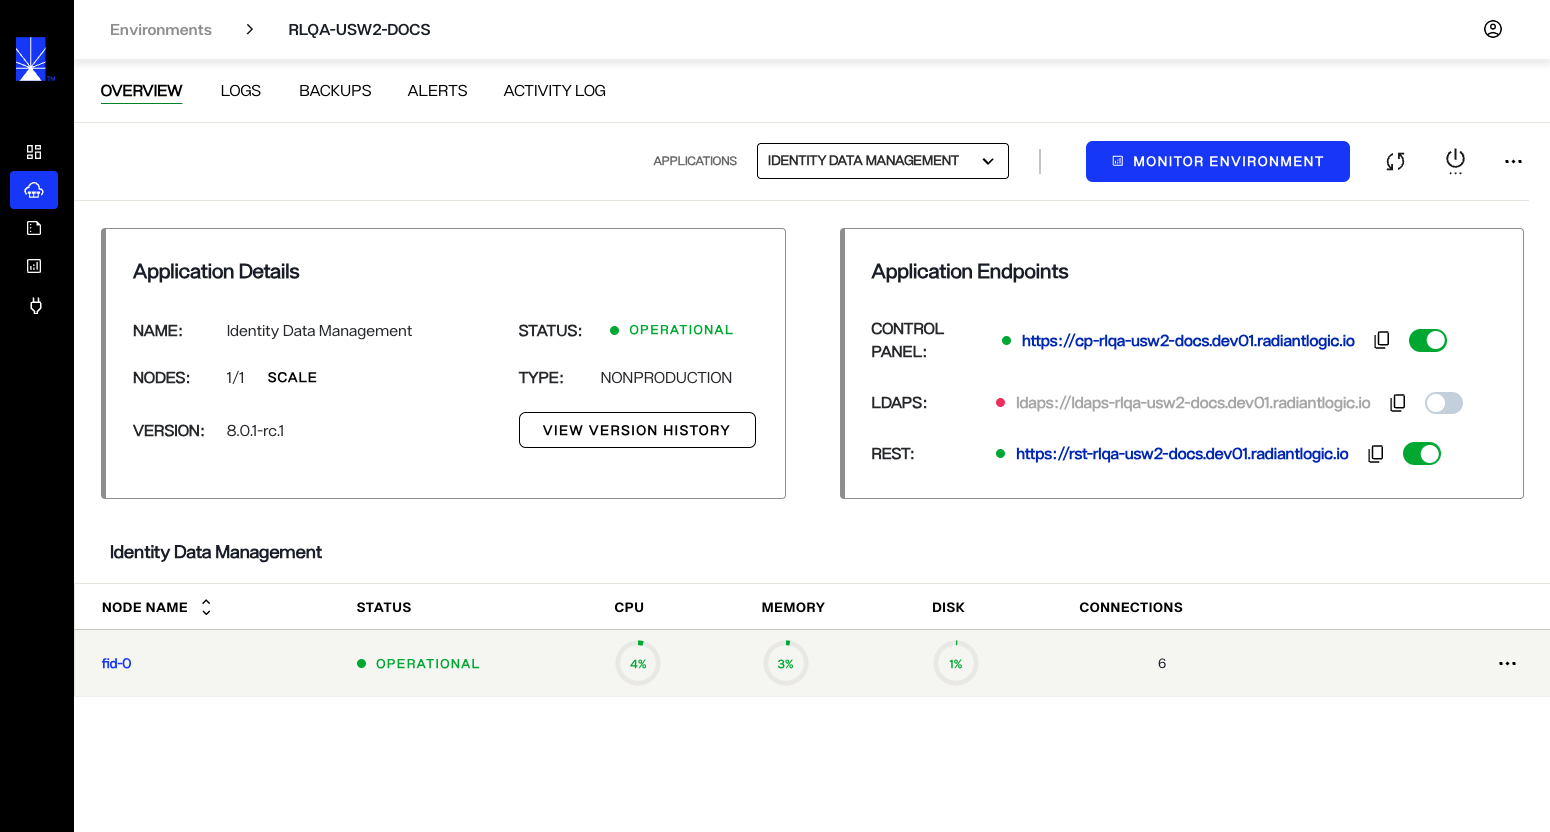 Environments > RLQA-USW2-DOCS
TM
OVERVIEW LOGS BACKUPS ALERTS ACTIVITY LOG
APPLICATIONS IDENTITY DATA MANAGEMENT MONITOR ENVIRONMENT
Application Details
NAME: Identity Data Management STATUS: OPERATIONAL
NODES: 1/1 SCALE TYPE: NONPRODUCTION
VERSION: 8.0.1-rc.1 VIEW VERSION HISTORY
Application Endpoints
CONTROL
PANEL: https://cp-rlqa-usw2-docs.dev01.radiantlogic.io
LDAPS: ldaps://ldaps-rlqa-usw2-docs.dev01.radiantlogic.io
REST: https://rst-rlqa-usw2-docs.dev01.radiantlogic.io
Identity Data Management
NODE NAME STATUS CPU MEMORY DISK CONNECTIONS
fid-0 OPERATIONAL 4% 3% 1% 6